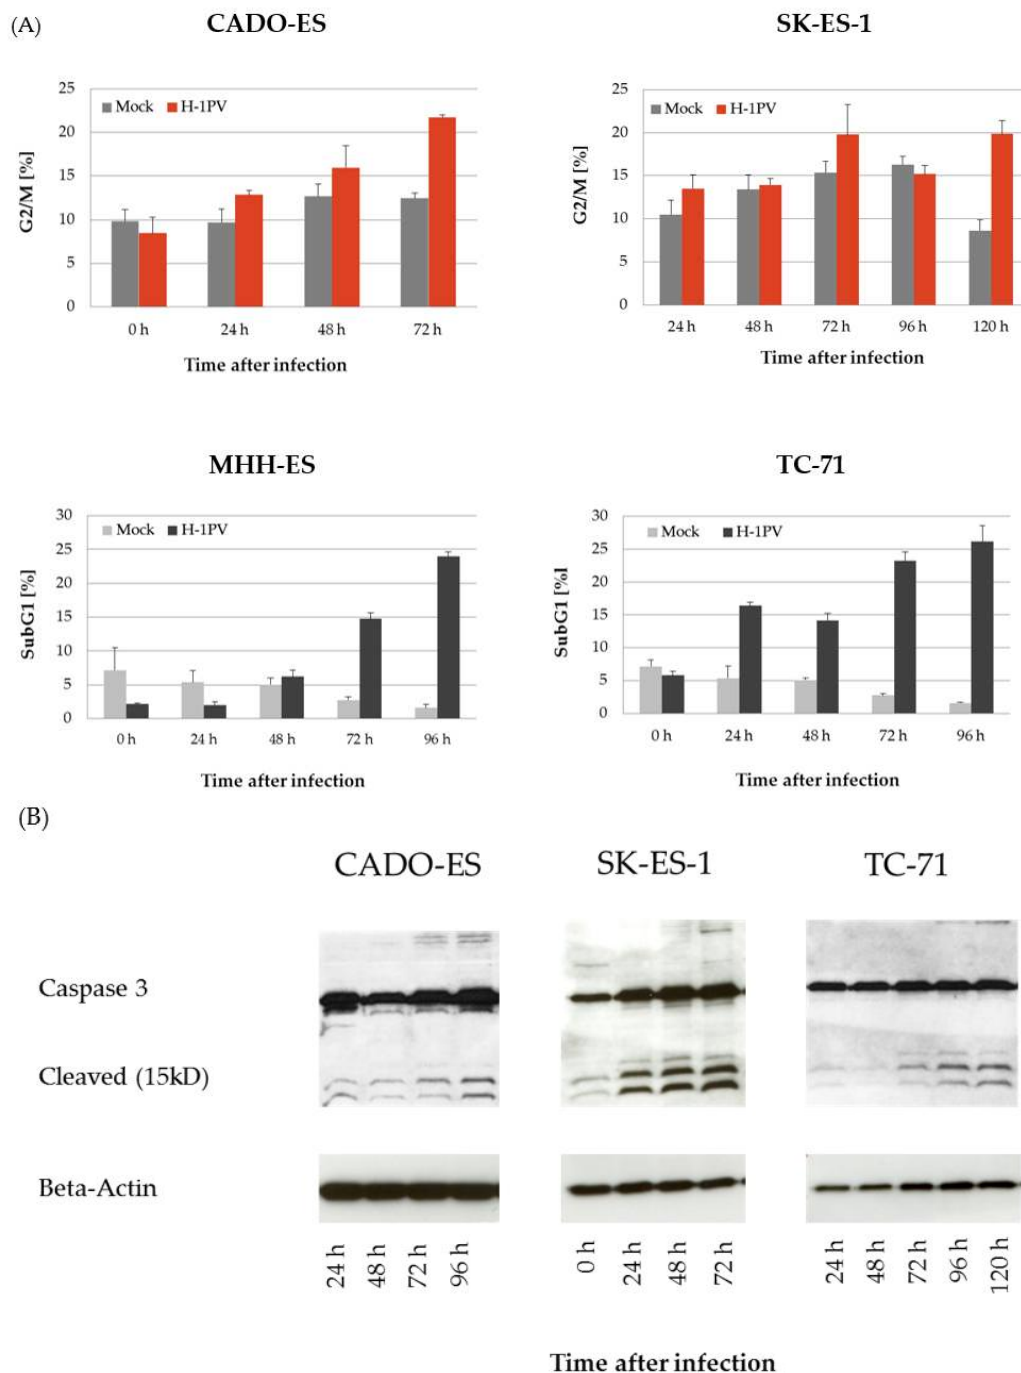 (A)
CADO-ES
SK-ES-1
25
20
15
10
5
0
G2/M [%]
Mock H-1PV
0 h 24 h 48 h 72 h
Time after infection
25
20
15
10
5
0
G2/M [%]
Mock H-1PV
24 h 48 h 72 h 96 h 120 h
Time after infection
MHH-ES
TC-71
30
25
20
15
10
5
0
SubG1 [%]
Mock H-1PV
0 h 24 h 48 h 72 h 96 h
Time after infection
30
25
20
15
10
5
0
SubG1 [%]
Mock H-1PV
0 h 24 h 48 h 72 h 96 h
Time after infection
(B)
CADO-ES SK-ES-1 TC-71
Caspase 3
Cleaved (15kD)
Beta-Actin
24 h 48 h 72 h 96 h
0 h 24 h 48 h 72 h
24 h 48 h 72 h 96 h 120 h
Time after infection